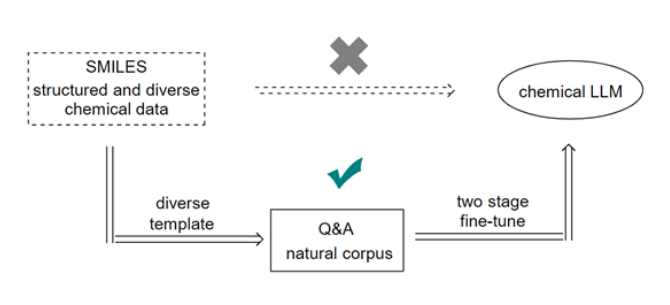 SMILES
structured and diverse
chemical data
chemical LLM
diverse
template
Q&A
natural corpus
two stage
fine-tune